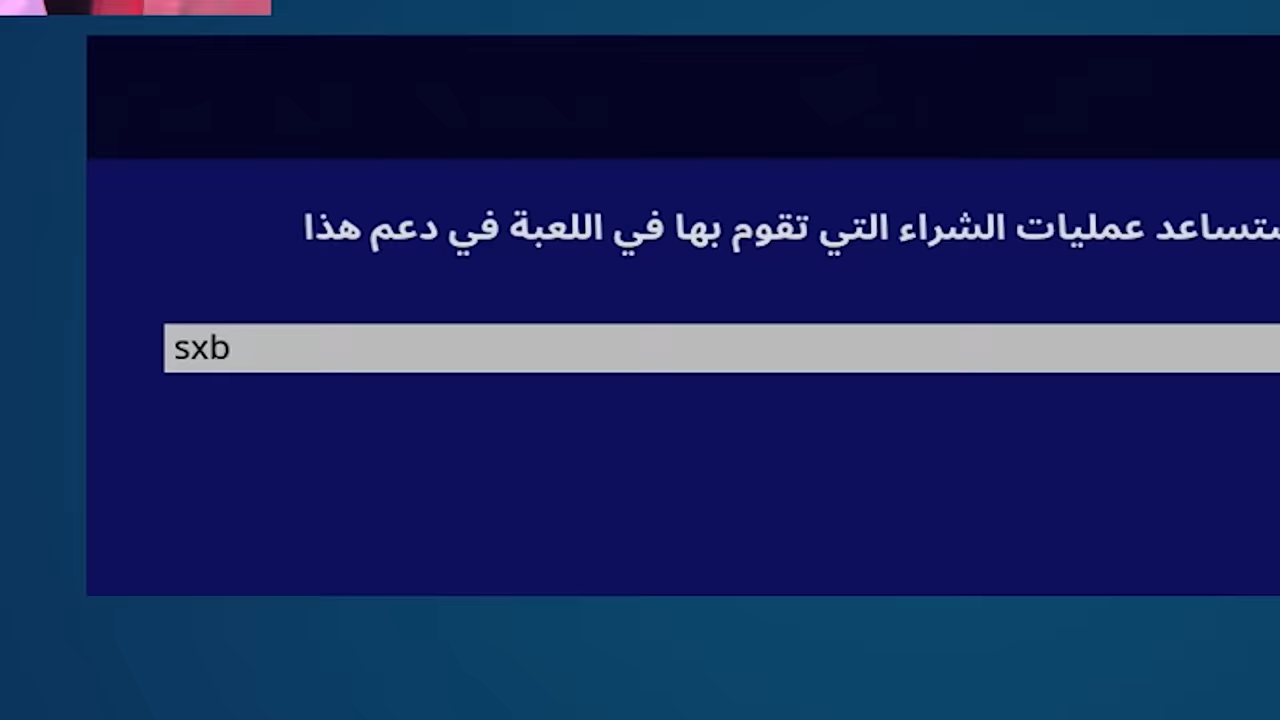 ستساعد عمليات الشراء التي تقوم بها في اللعبة في دعم هذا
sxb